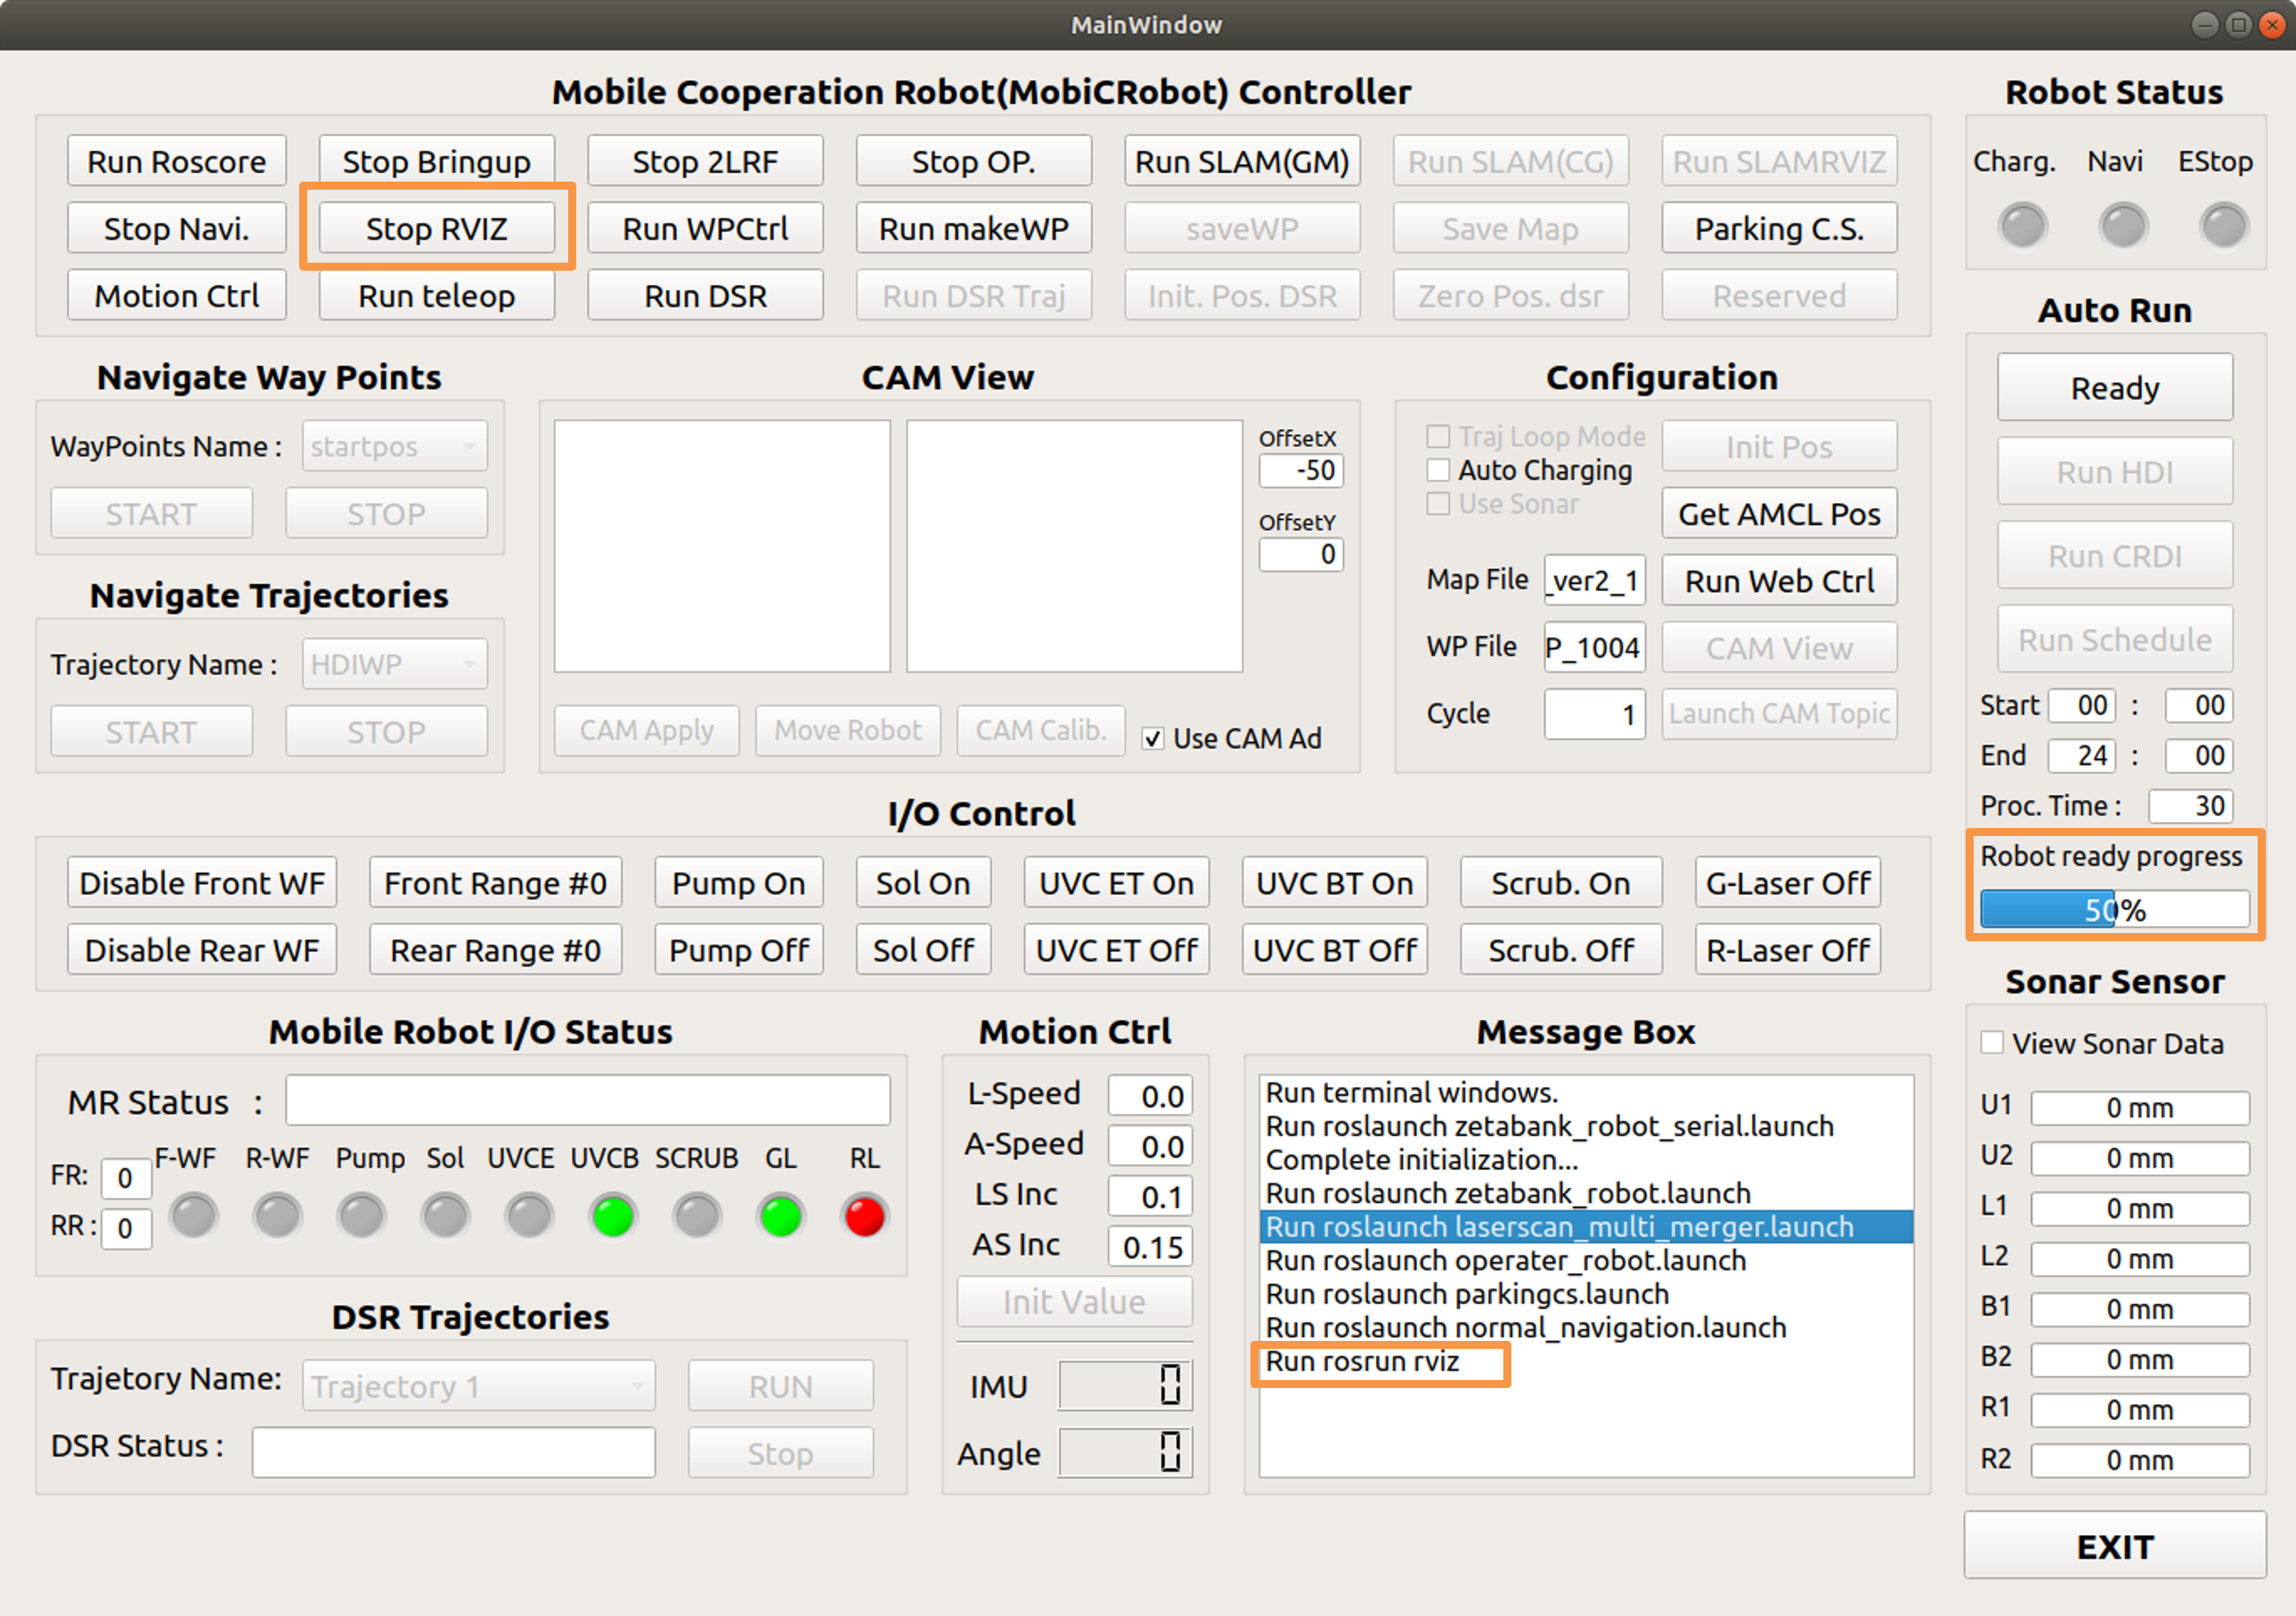 MainWindow
Mobile Cooperation Robot(MobiCRobot) Controller
Run Roscore Stop Bringup Stop 2LRF Stop OP. Run SLAM(GM) Run SLAM(CG) Run SLAMRVIZ
Stop Navi. Stop RVIZ Run WPCtrl Run makeWP saveWP Save Map Parking C.S.
Motion Ctrl Run teleop Run DSR Run DSR Traj Init. Pos. DSR Zero Pos. dsr Reserved
Robot Status
Charg. Navi EStop
Navigate Way Points
WayPoints Name : startpos
START STOP
Navigate Trajectories
Trajectory Name : HDIWP
START STOP
CAM View
OffsetX
-50
OffsetY
0
CAM Apply Move Robot CAM Calib. Use CAM Ad
Configuration
Traj Loop Mode Init Pos
Auto Charging
Use Sonar Get AMCL Pos
Map File _ver2_1 Run Web Ctrl
WP File P_1004 CAM View
Cycle 1 Launch CAM Topic
Auto Run
Ready
Run HDI
Run CRDI
Run Schedule
Start 00 : 00
End 24 : 00
Proc. Time : 30
Robot ready progress
50%
I/O Control
Disable Front WF Front Range #0 Pump On Sol On UVC ET On UVC BT On Scrub. On G-Laser Off
Disable Rear WF Rear Range #0 Pump Off Sol Off UVC ET Off UVC BT Off Scrub. Off R-Laser Off
Mobile Robot I/O Status
MR Status :
F-WF R-WF Pump Sol UVCE UVCB SCRUB GL RL
FR: 0
RR : 0
DSR Trajectories
Trajetory Name: Trajectory 1 RUN
DSR Status : Stop
Motion Ctrl
L-Speed 0.0
A-Speed 0.0
LS Inc 0.1
AS Inc 0.15
Init Value
IMU 0
Angle 0
Message Box
Run terminal windows.
Run roslaunch zetabank_robot_serial.launch
Complete initialization...
Run roslaunch zetabank_robot.launch
Run roslaunch laserscan_multi_merger.launch
Run roslaunch operater_robot.launch
Run roslaunch parkingcs.launch
Run roslaunch normal_navigation.launch
Run rosrun rviz
Sonar Sensor
View Sonar Data
U1 0 mm
U2 0 mm
L1 0 mm
L2 0 mm
B1 0 mm
B2 0 mm
R1 0 mm
R2 0 mm
EXIT